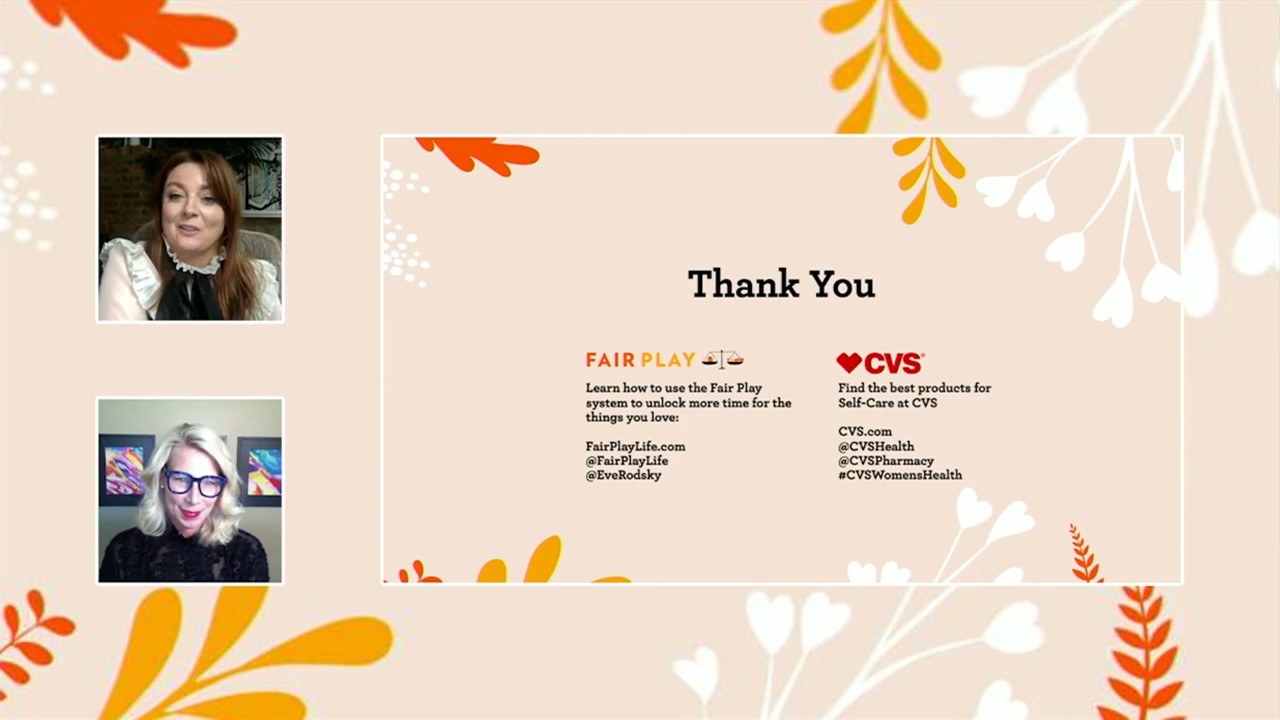 Thank You
FAIR PLAY
Learn how to use the Fair Play
system to unlock more time for the
things you love:
FairPlayLife.com
@FairPlayLife
@EveRodsky
CVS®
Find the best products for
Self-Care at CVS
CVS.com
@CVSHealth
@CVSPharmacy
#CVSWomensHealth